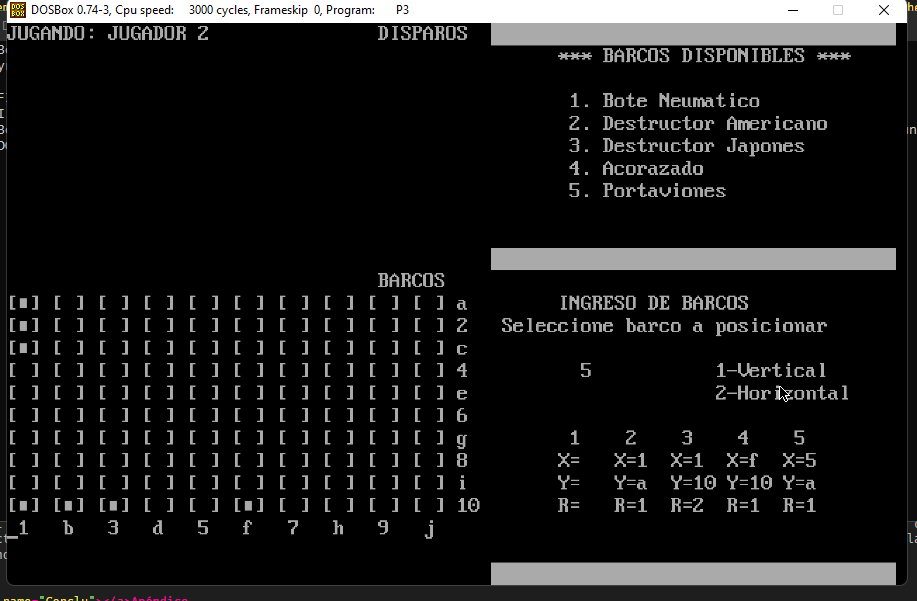 DOSBox 0.74-3, Cpu speed: 3000 cycles, Frameskip 0, Program: P3
JUGANDO: JUGADOR 2 DISPAROS
BARCOS
[■] [ ] [ ] [ ] [ ] [ ] [ ] [ ] [ ] [ ] a
[■] [ ] [ ] [ ] [ ] [ ] [ ] [ ] [ ] [ ] 2
[■] [ ] [ ] [ ] [ ] [ ] [ ] [ ] [ ] [ ] c
[ ] [ ] [ ] [ ] [ ] [ ] [ ] [ ] [ ] [ ] 4
[ ] [ ] [ ] [ ] [ ] [ ] [ ] [ ] [ ] [ ] e
[ ] [ ] [ ] [ ] [ ] [ ] [ ] [ ] [ ] [ ] 6
[ ] [ ] [ ] [ ] [ ] [ ] [ ] [ ] [ ] [ ] g
[ ] [ ] [ ] [ ] [ ] [ ] [ ] [ ] [ ] [ ] 8
[ ] [ ] [ ] [ ] [ ] [ ] [ ] [ ] [ ] [ ] i
[■] [■] [■] [ ] [ ] [■] [ ] [ ] [ ] [ ] 10
_1 b 3 d 5 f 7 h 9 j
*** BARCOS DISPONIBLES ***
1. Bote Neumatico
2. Destructor Americano
3. Destructor Japones
4. Acorazado
5. Portaviones
INGRESO DE BARCOS
Seleccione barco a posicionar
5 1-Vertical
2-Horizontal
1 2 3 4 5
X= X=1 X=1 X=f X=5
Y= Y=a Y=10 Y=10 Y=a
R= R=1 R=2 R=1 R=1